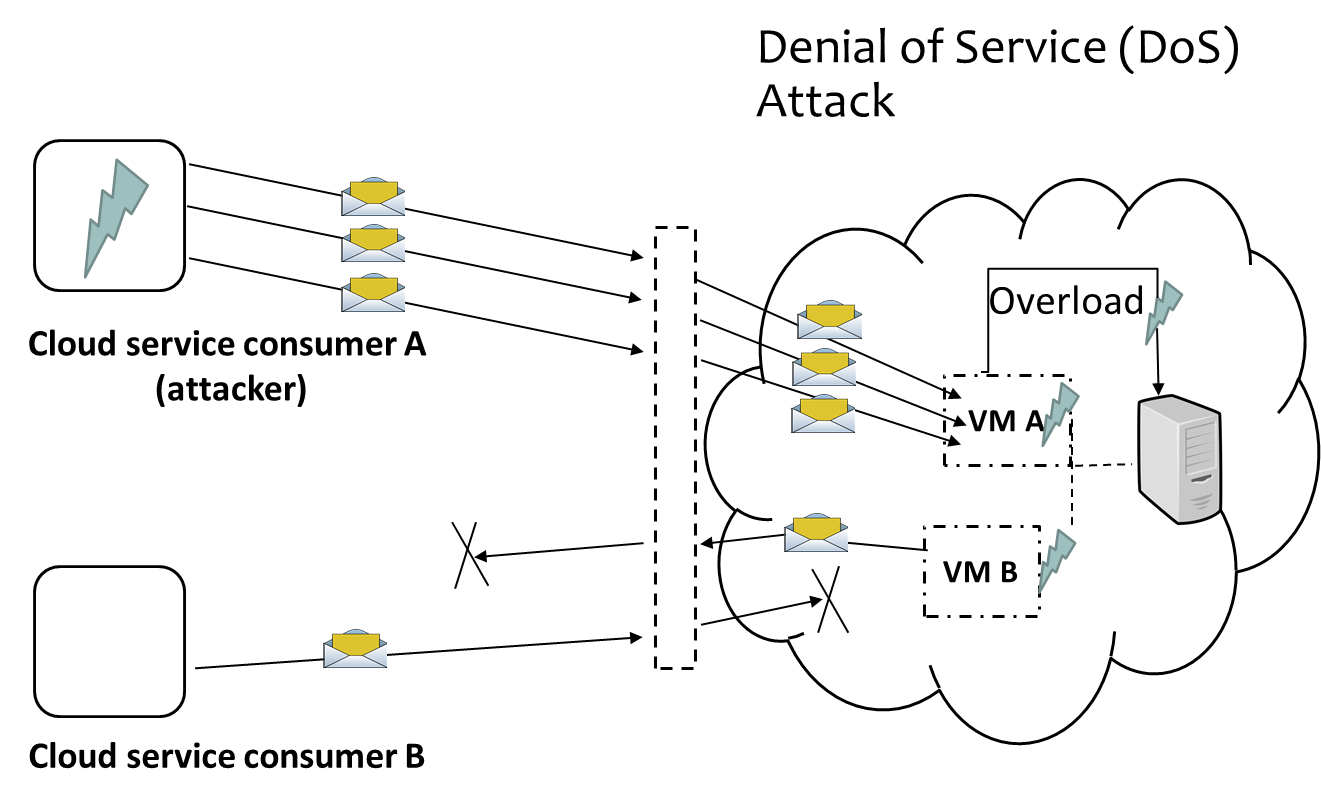 Denial of Service (DoS)
Attack
Overload
Cloud service consumer A
(attacker)
VM A
VM B
Cloud service consumer B